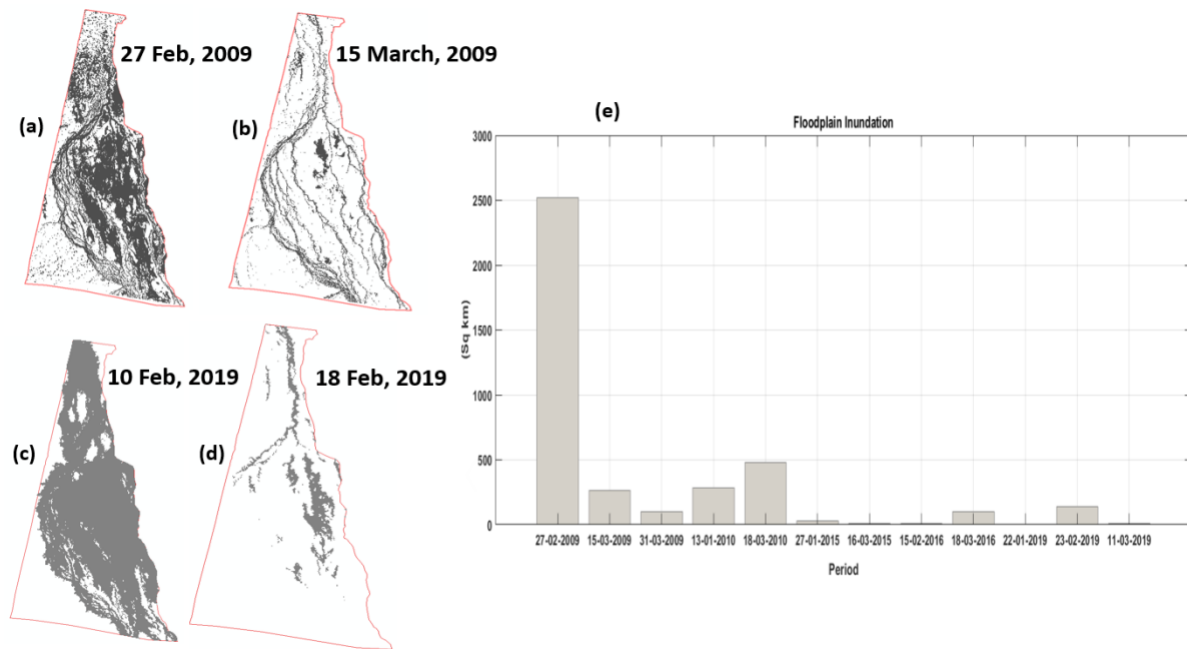 27 Feb, 2009
15 March, 2009
(a)
(b)
10 Feb, 2019
18 Feb, 2019
(c)
(d)
(e)
Floodplain Inundation
3000
2500
2000
1500
1000
500
0
(Sq km)
27-02-2009 15-03-2009 31-03-2009 13-01-2010 18-03-2010 27-01-2015 16-03-2015 15-02-2016 18-03-2016 22-01-2019 23-02-2019 11-03-2019
Period